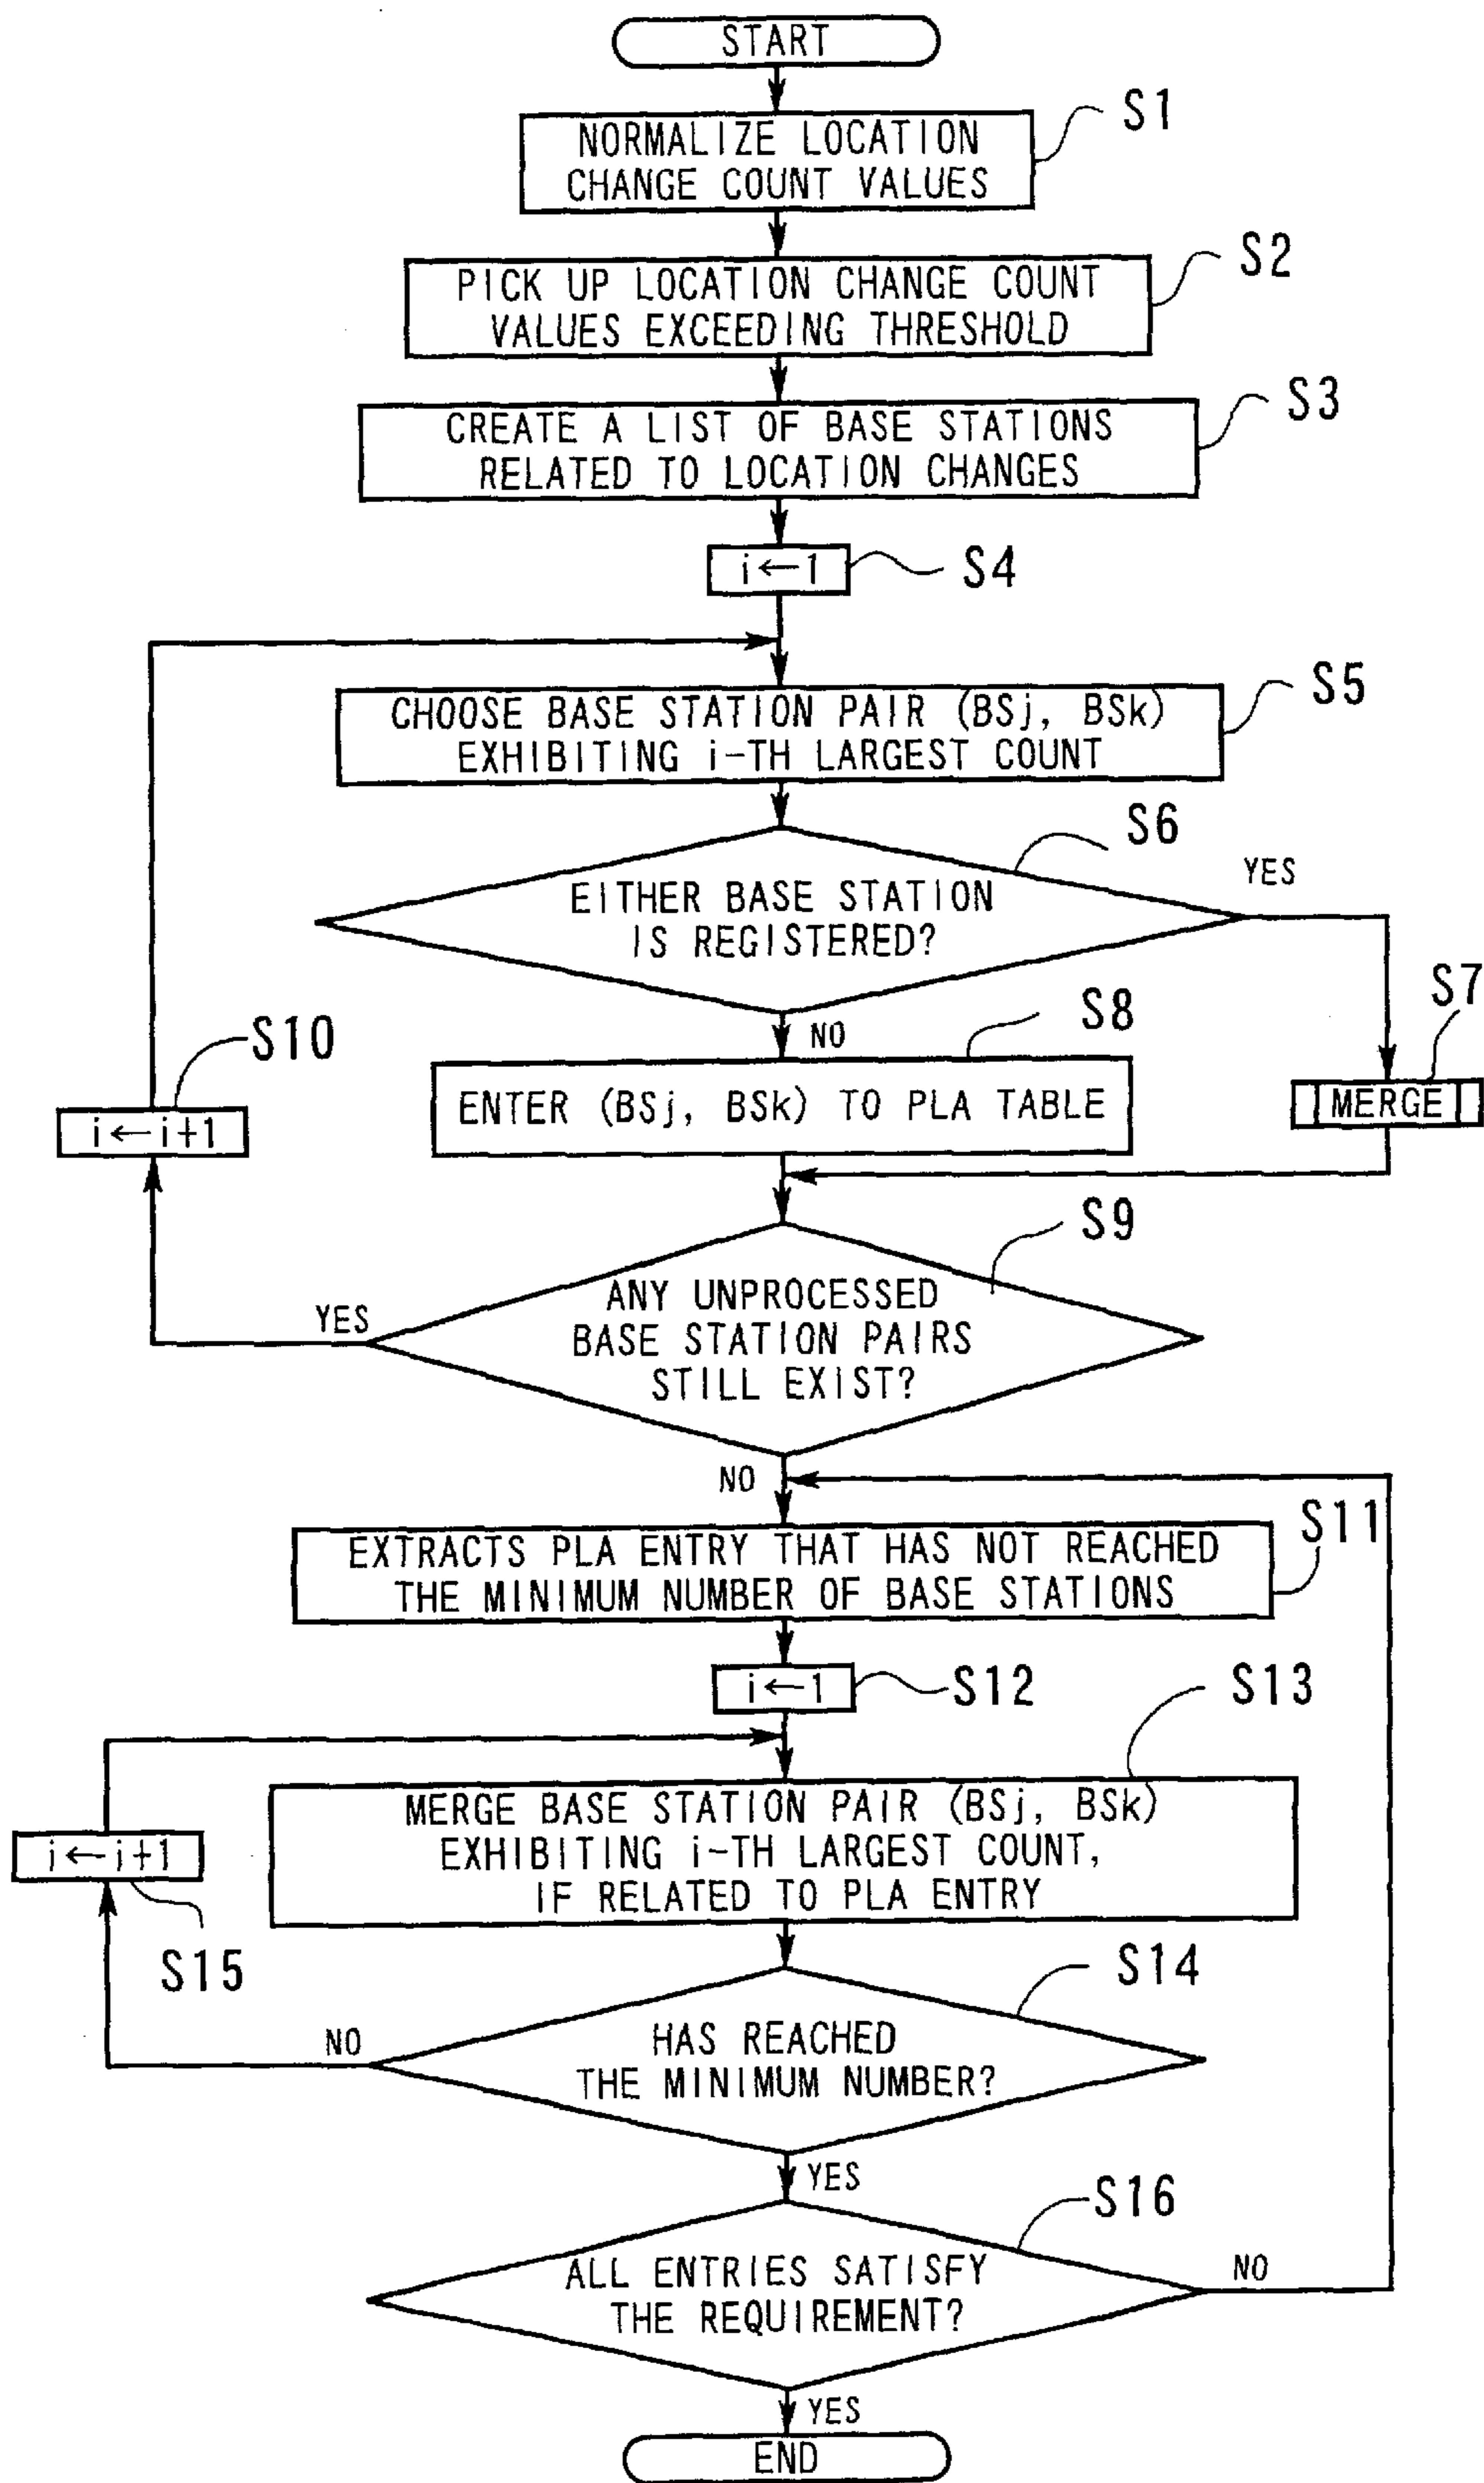 START
S1
NORMALIZE LOCATION
CHANGE COUNT VALUES
S2
PICK UP LOCATION CHANGE COUNT
VALUES EXCEEDING THRESHOLD
S3
CREATE A LIST OF BASE STATIONS
RELATED TO LOCATION CHANGES
i←1
S4
S5
CHOOSE BASE STATION PAIR (BSj, BSk)
EXHIBITING i-TH LARGEST COUNT
S6
YES
EITHER BASE STATION
IS REGISTERED?
S7
S8
NO
S10
ENTER (BSj, BSk) TO PLA TABLE
MERGE
i←i+1
S9
ANY UNPROCESSED
BASE STATION PAIRS
STILL EXIST?
YES
NO
S11
EXTRACTS PLA ENTRY THAT HAS NOT REACHED
THE MINIMUM NUMBER OF BASE STATIONS
i←1
S12
S13
MERGE BASE STATION PAIR (BSj, BSk)
EXHIBITING i-TH LARGEST COUNT,
IF RELATED TO PLA ENTRY
i←i+1
S15
S14
NO
HAS REACHED
THE MINIMUM NUMBER?
YES
S16
ALL ENTRIES SATISFY
THE REQUIREMENT?
NO
YES
END